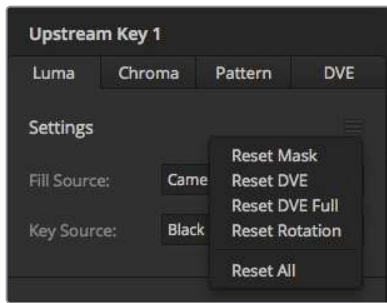 Upstream Key 1
Luma Chroma Pattern DVE
Settings
Reset Mask
Fill Source: Came Reset DVE
Reset DVE Full
Key Source: Black Reset Rotation
Reset All